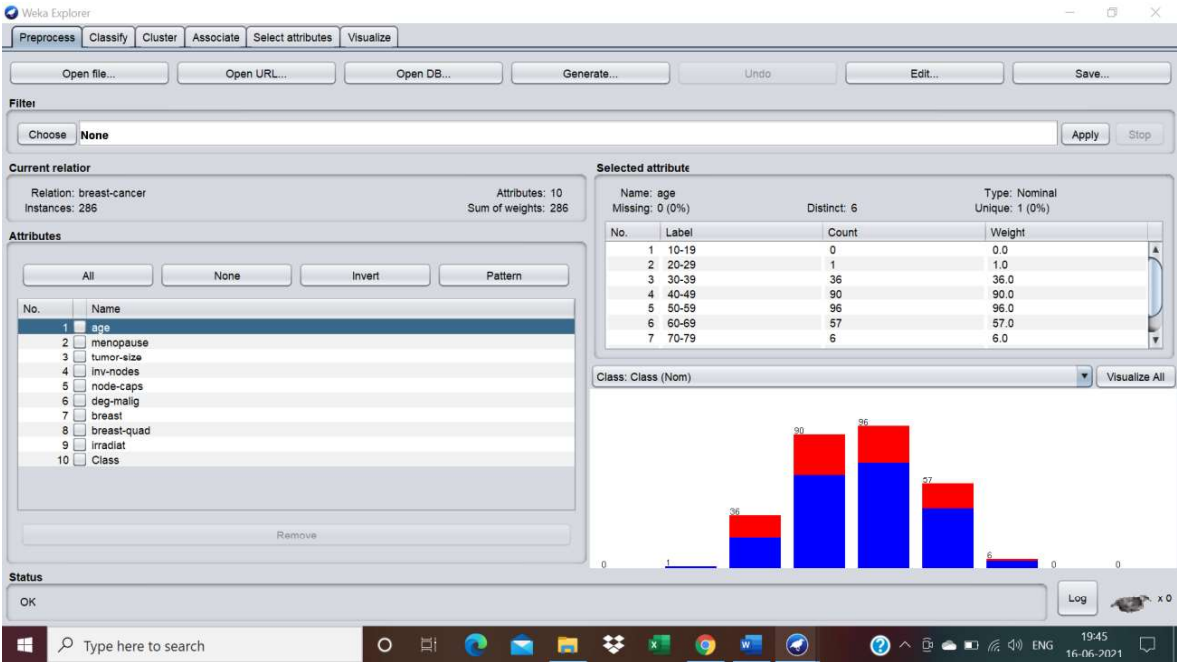 Weka Explorer
Preprocess Classify Cluster Associate Select attributes Visualize
Open file... Open URL... Open DB... Generate... Undo Edit... Save...
Filter
Choose None Apply Stop
Current relation
Relation: breast-cancer Attributes: 10
Instances: 286 Sum of weights: 286
Attributes
All None Invert Pattern
No. Name
1 age
2 menopause
3 tumor-size
4 inv-nodes
5 node-caps
6 deg-malig
7 breast
8 breast-quad
9 irradiat
10 Class
Remove
Selected attribute
Name: age Type: Nominal
Missing: 0 (0%) Distinct: 6 Unique: 1 (0%)
No. Label Count Weight
1 10-19 0 0.0
2 20-29 1 1.0
3 30-39 36 36.0
4 40-49 90 90.0
5 50-59 96 96.0
6 60-69 57 57.0
7 70-79 6 6.0
Class: Class (Nom) Visualize All
0 1 36 90 96 57 6 0 0
Status
OK Log x 0
Type here to search ENG 19:45
16-06-2021